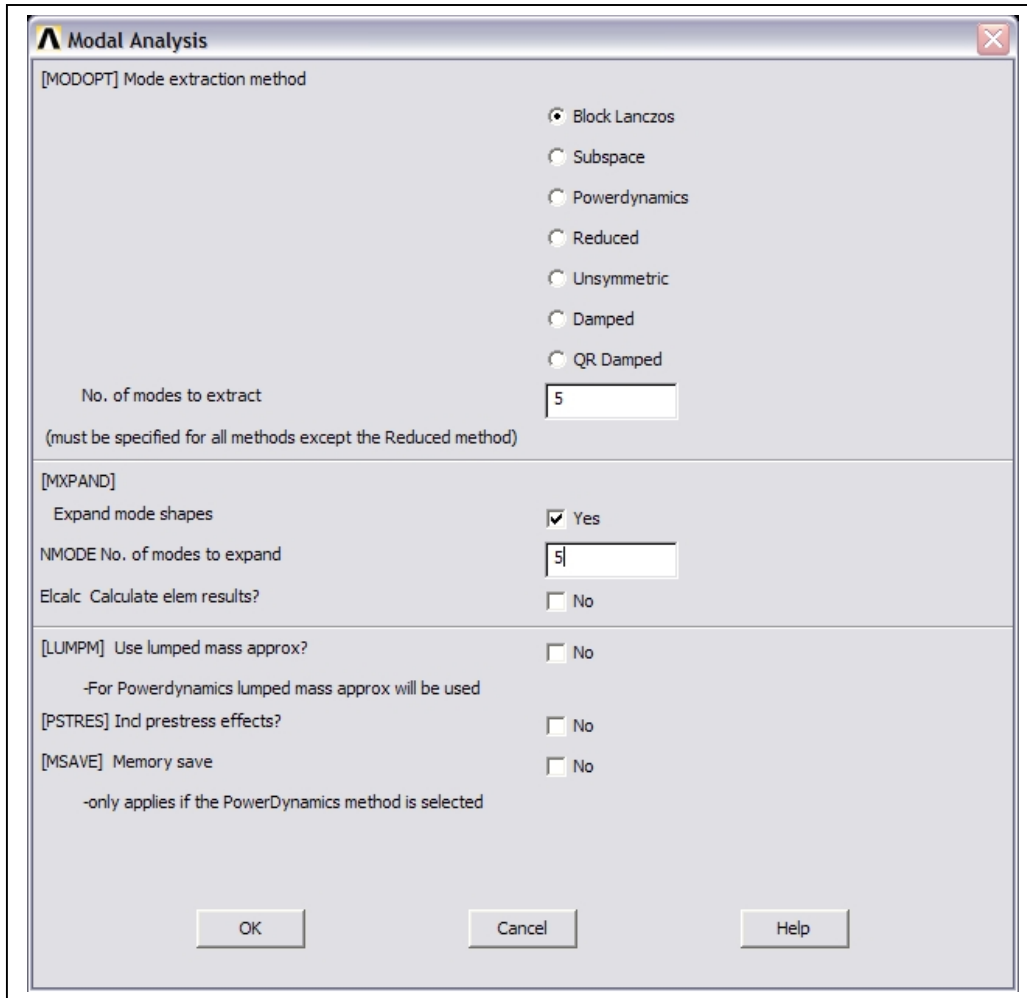 Modal Analysis
[MODOPT] Mode extraction method
Block Lanczos
Subspace
Powerdynamics
Reduced
Unsymmetric
Damped
QR Damped
No. of modes to extract 5
(must be specified for all methods except the Reduced method)
[MXPAND]
Expand mode shapes Yes
NMODE No. of modes to expand 5
Elcalc Calculate elem results? No
[LUMPM] Use lumped mass approx? No
-For Powerdynamics lumped mass approx will be used
[PSTRES] Incl prestress effects? No
[MSAVE] Memory save No
-only applies if the PowerDynamics method is selected
OK Cancel Help